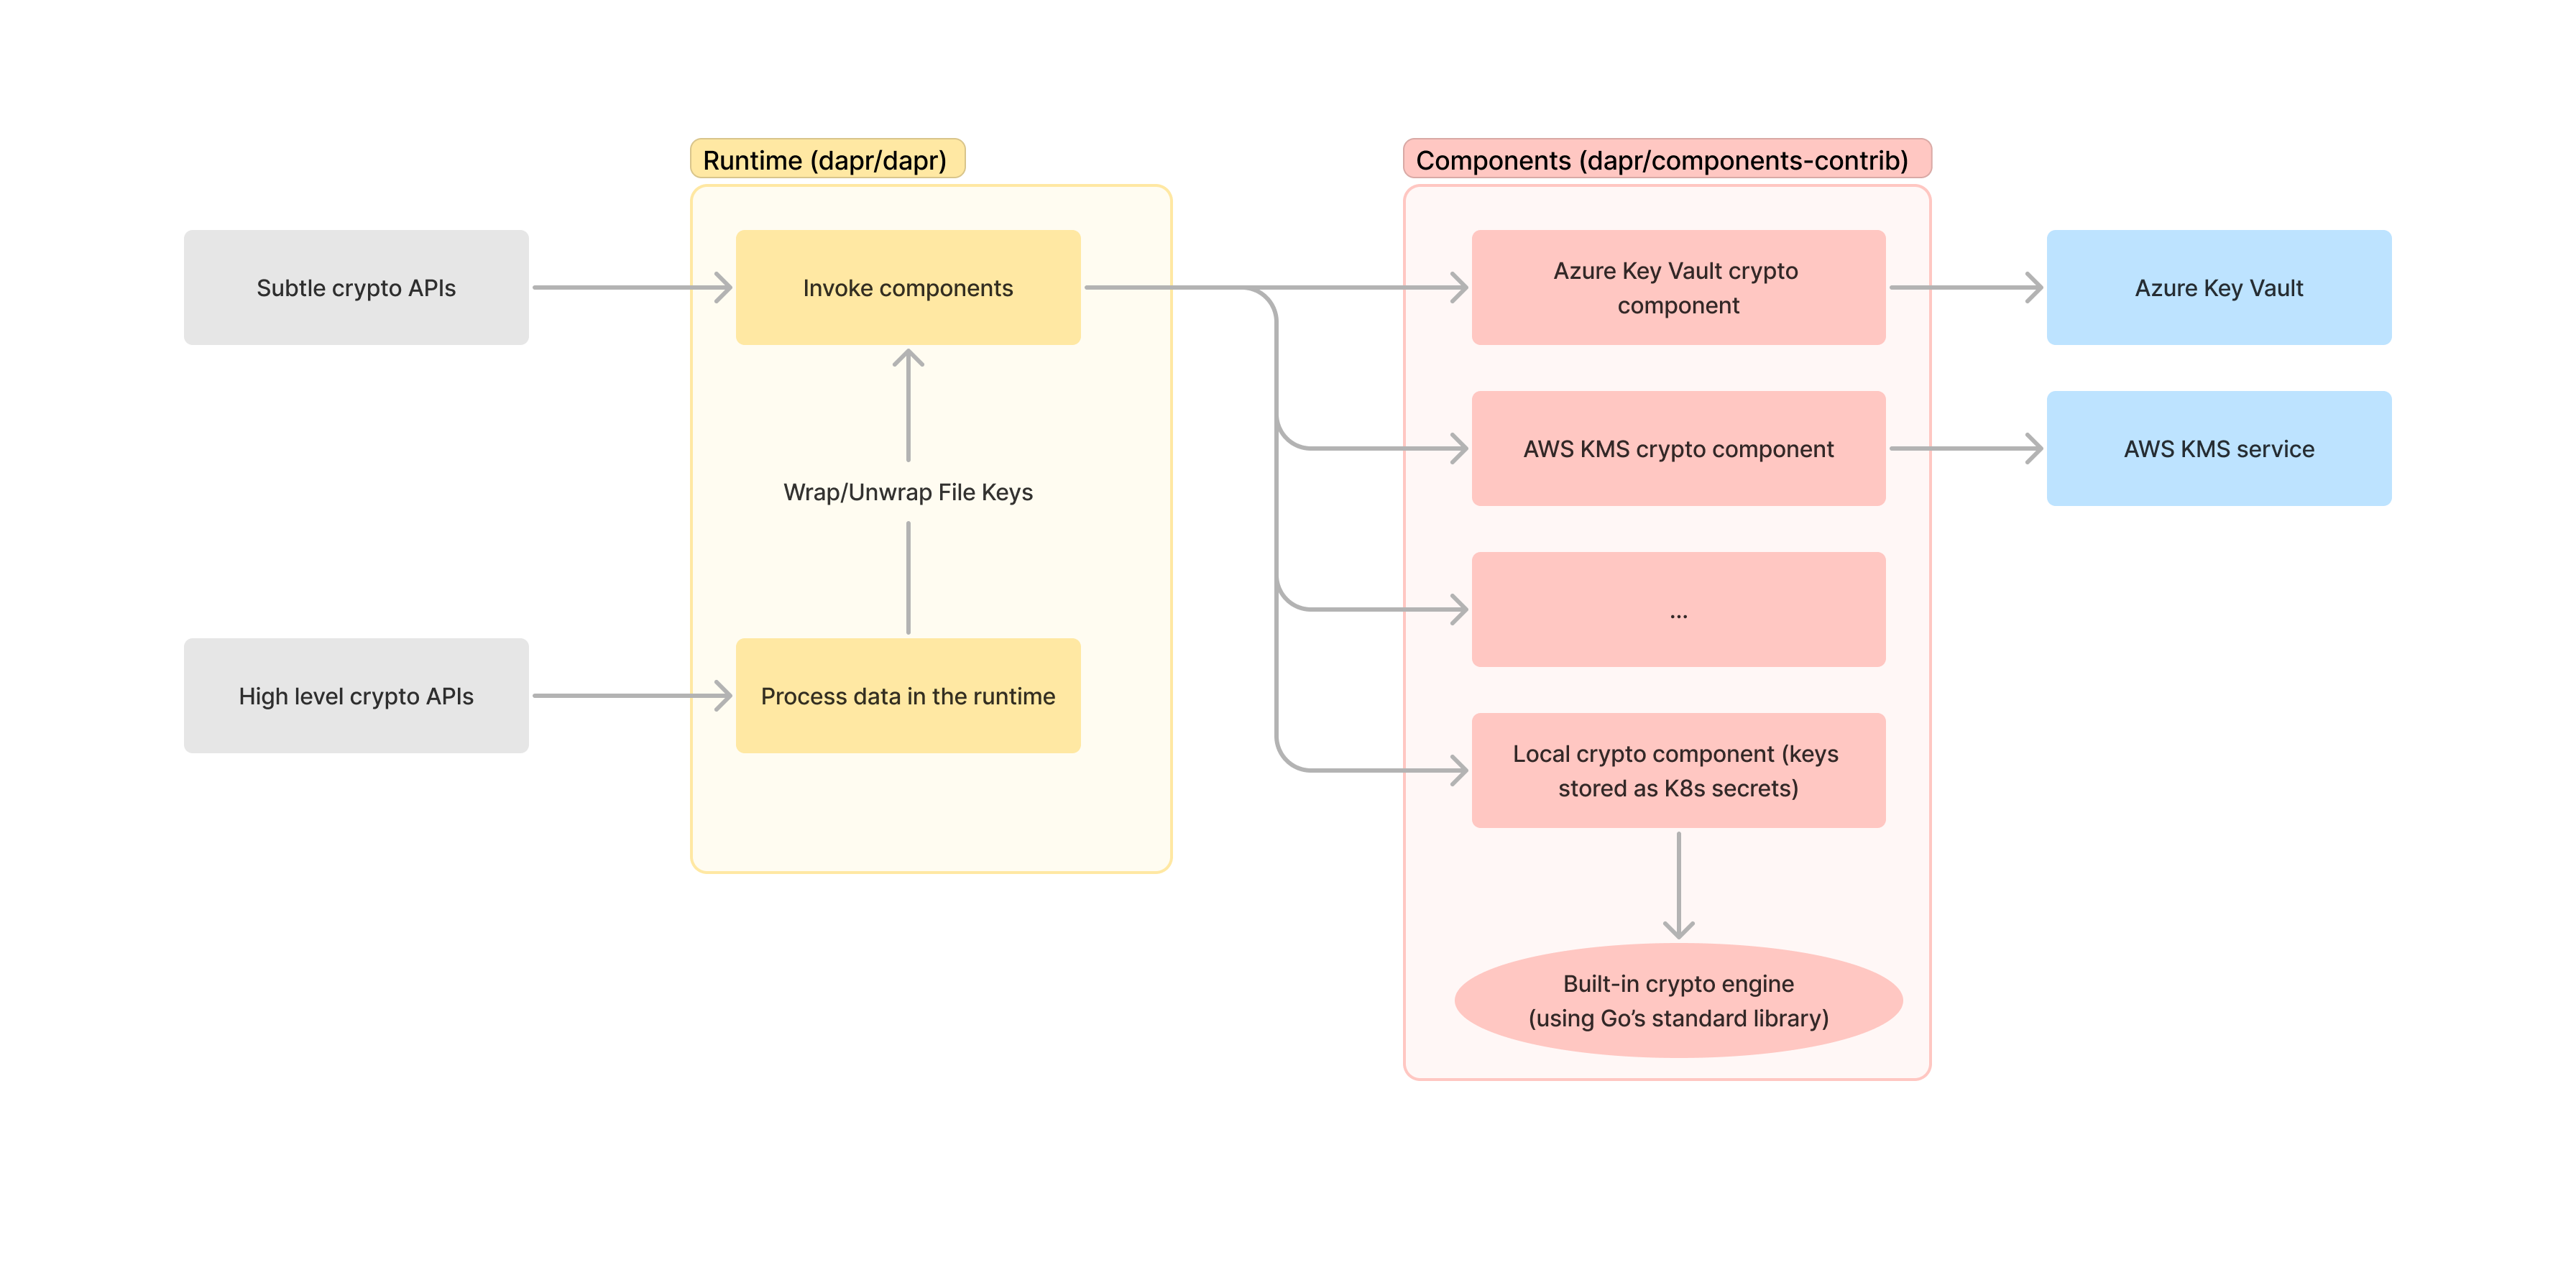 Runtime (dapr/dapr)
Components (dapr/components-contrib)
Subtle crypto APIs
Invoke components
Azure Key Vault crypto
component
Azure Key Vault
AWS KMS crypto component
AWS KMS service
Wrap/Unwrap File Keys
...
High level crypto APIs
Process data in the runtime
Local crypto component (keys
stored as K8s secrets)
Built-in crypto engine
(using Go’s standard library)